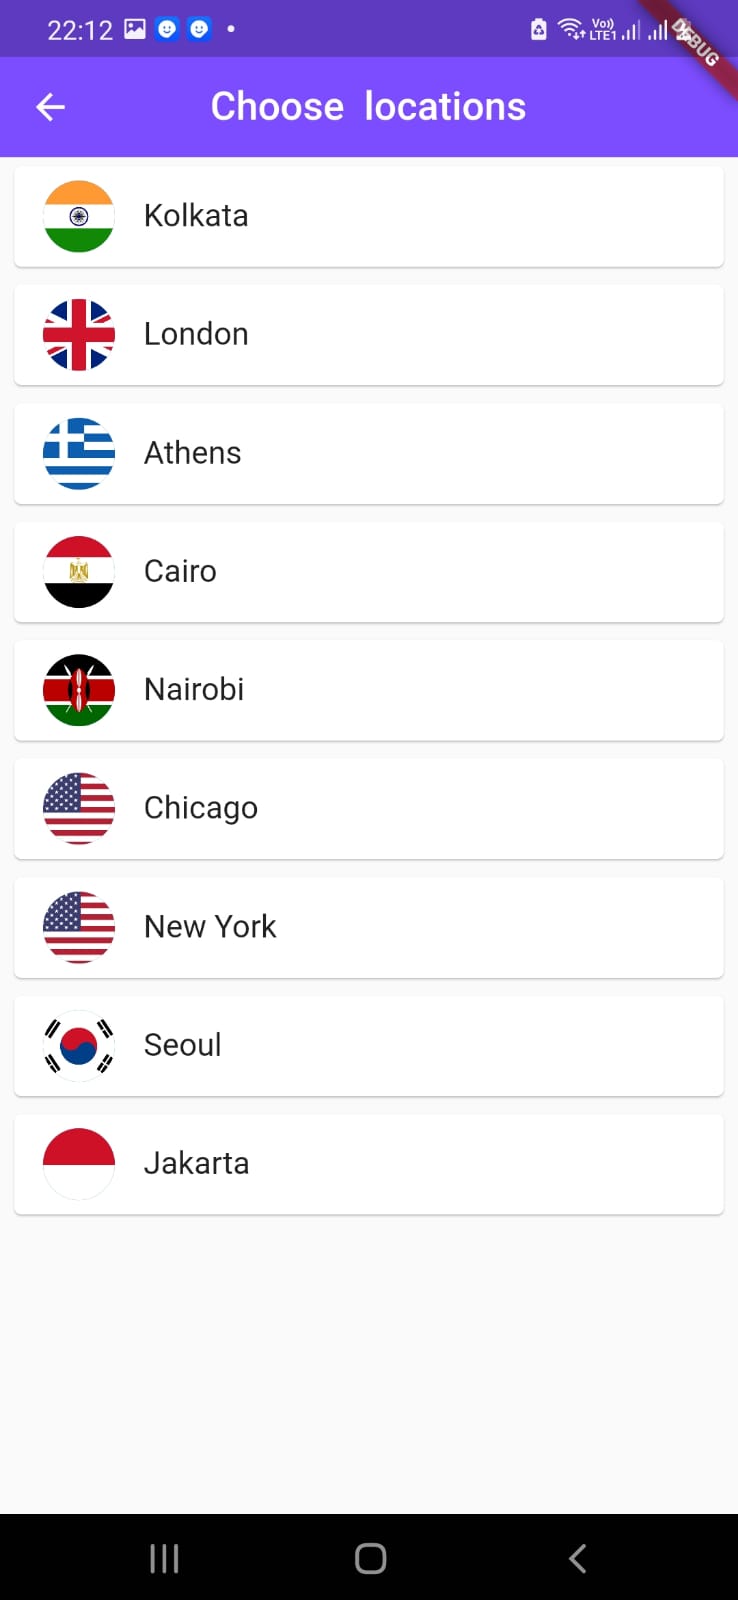 22:12
Vo))
LTE1
DEBUG
Choose locations
Kolkata
London
Athens
Cairo
Nairobi
Chicago
New York
Seoul
Jakarta